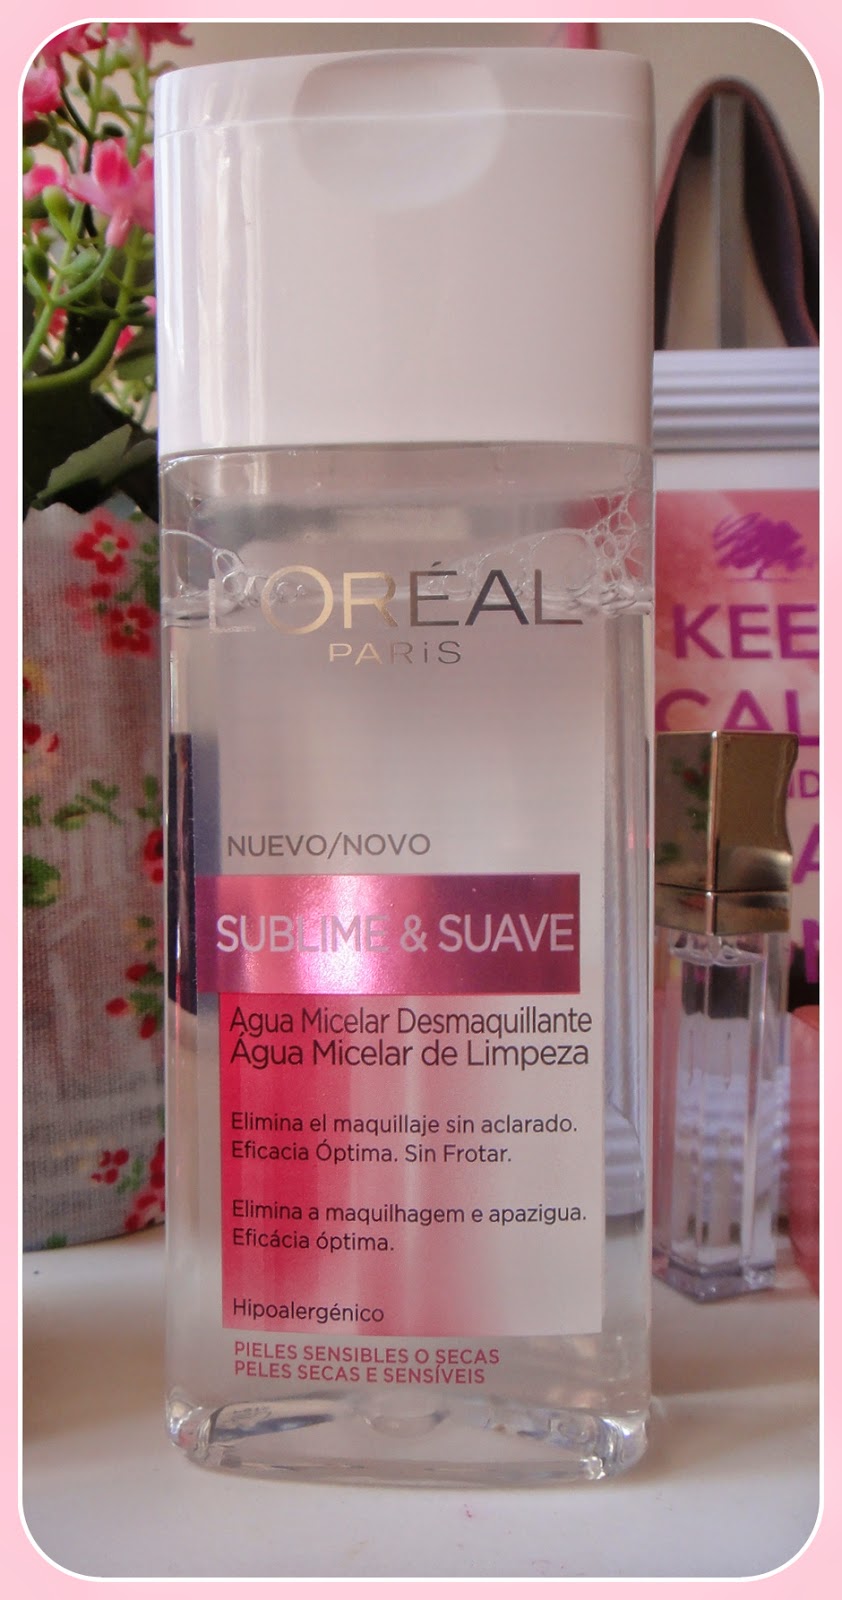 L'ORÉAL
PARiS
NUEVO/NOVO
SUBLIME & SUAVE
Agua Micelar Desmaquillante
Água Micelar de Limpeza
Elimina el maquillaje sin aclarado.
Eficacia Óptima. Sin Frotar.
Elimina a maquilhagem e apazigua.
Eficácia óptima.
Hipoalergénico
PIELES SENSIBLES O SECAS
PELES SECAS E SENSÍVEIS
KEE
CAL